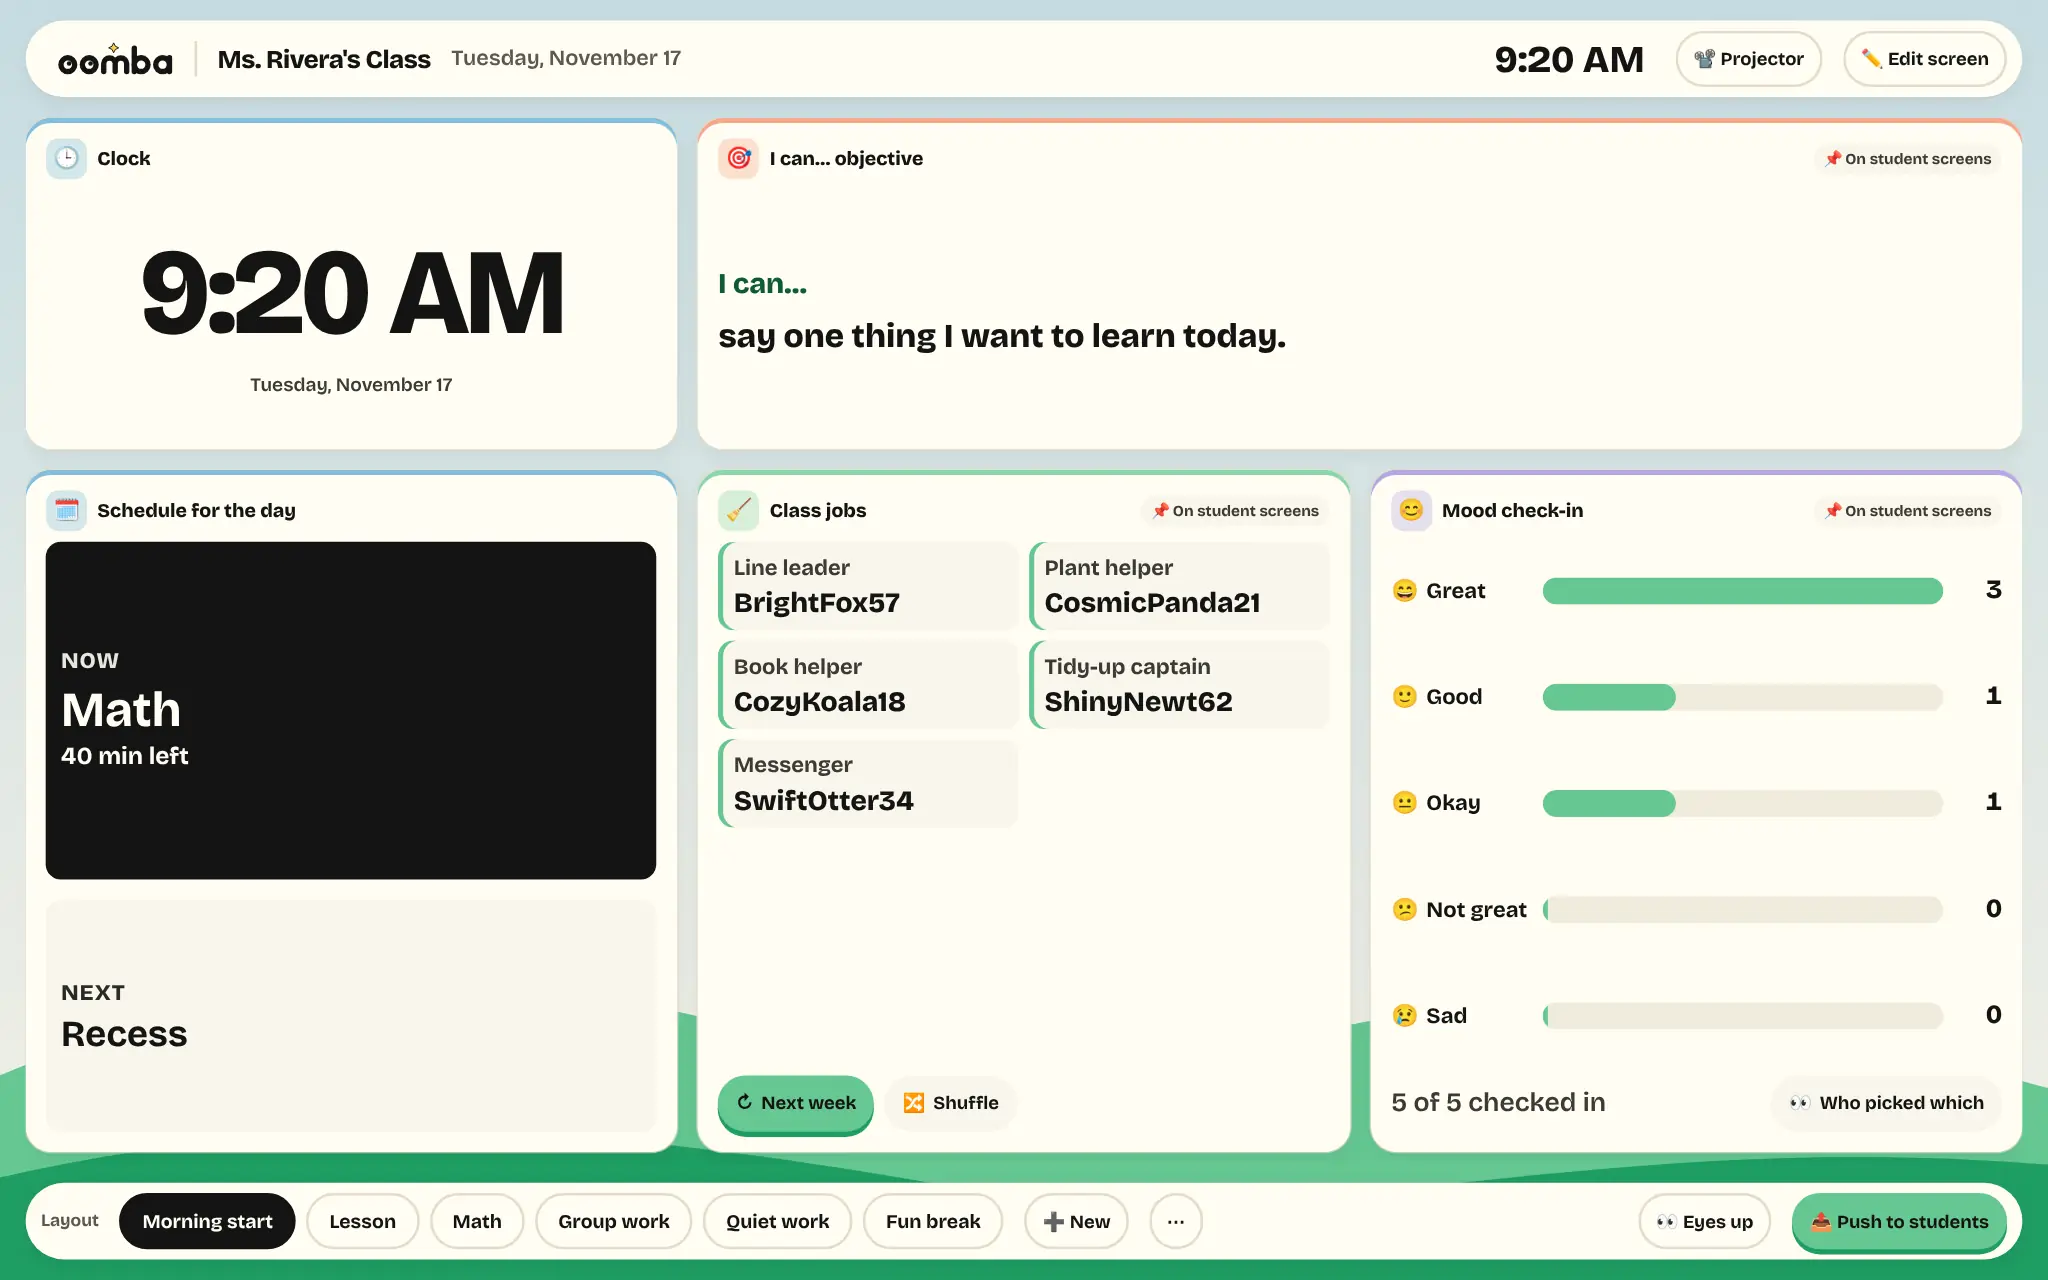 oomba
Ms. Rivera's Class
Tuesday, November 17
9:20 AM
Projector
Edit screen
Clock
9:20 AM
Tuesday, November 17
I can... objective
On student screens
I can...
say one thing I want to learn today.
Schedule for the day
NOW
Math
40 min left
NEXT
Recess
Class jobs
On student screens
Line leader
BrightFox57
Plant helper
CosmicPanda21
Book helper
CozyKoala18
Tidy-up captain
ShinyNewt62
Messenger
SwiftOtter34
Next week
Shuffle
Mood check-in
On student screens
Great 3
Good 1
Okay 1
Not great 0
Sad 0
5 of 5 checked in
Who picked which
Layout
Morning start
Lesson
Math
Group work
Quiet work
Fun break
New
...
Eyes up
Push to students